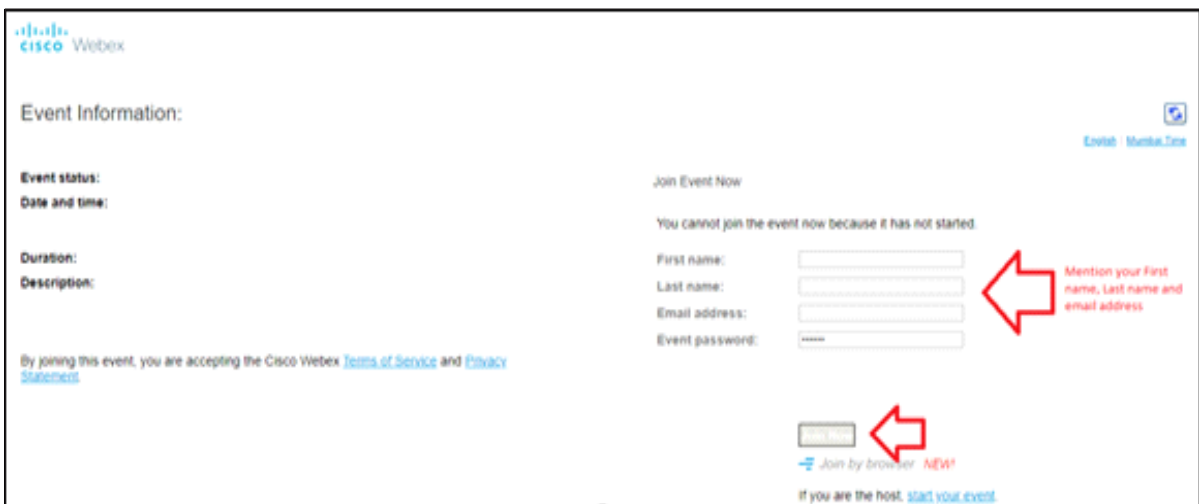 cisco Webex
Event Information:
English | Mumbai Time
Event status:
Date and time:
Duration:
Description:
By joining this event, you are accepting the Cisco Webex Terms of Service and Privacy
Statement.
Join Event Now
You cannot join the event now because it has not started.
First name:
Last name:
Email address:
Event password:
Mention your First
name, Last name and
email address
Join Now
Join by browser NEW!
If you are the host, start your event.